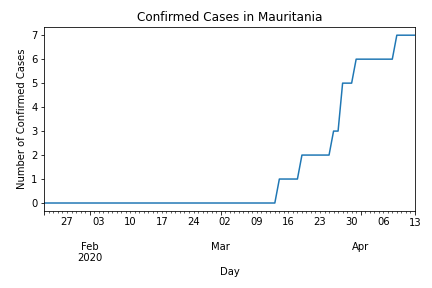 Confirmed Cases in Mauritania
Number of Confirmed Cases
7
6
5
4
3
2
1
0
27 03 10 17 24 02 09 16 23 30 06 13
Feb Mar Apr
2020
Day